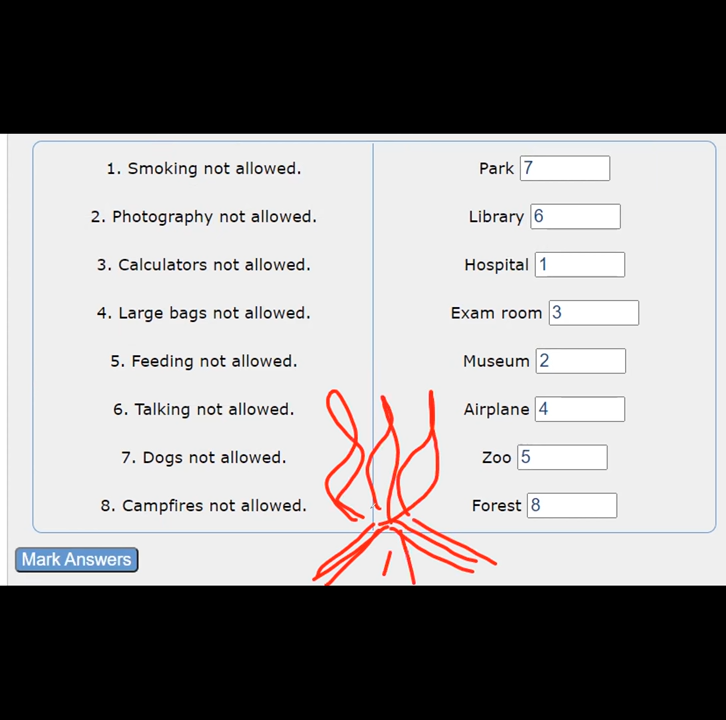 1. Smoking not allowed.
Park 7
2. Photography not allowed.
Library 6
3. Calculators not allowed.
Hospital 1
4. Large bags not allowed.
Exam room 3
5. Feeding not allowed.
Museum 2
6. Talking not allowed.
Airplane 4
7. Dogs not allowed.
Zoo 5
8. Campfires not allowed.
Forest 8
Mark Answers